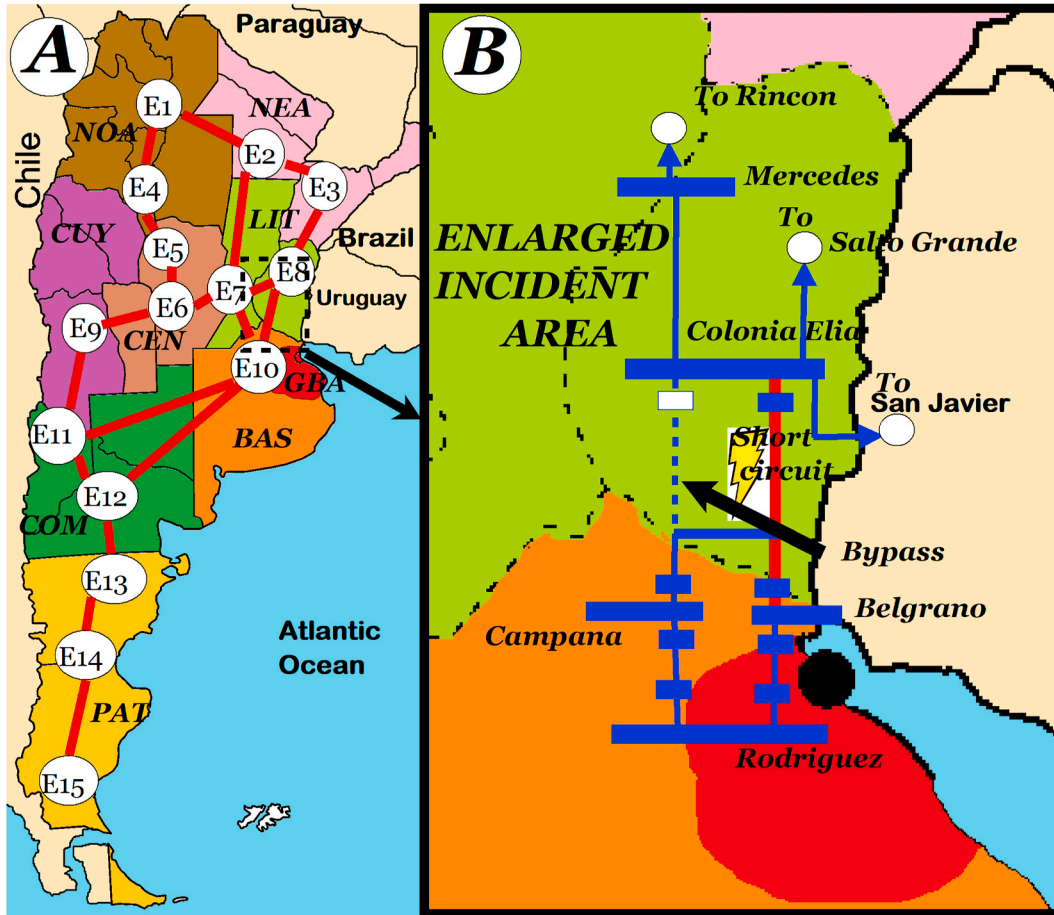 A
Paraguay
E1
NEA
NOA
E2
Chile
E3
E4
LIT
CUY
Brazil
E5
E8
E7
Uruguay
E6
E9
CEN
E10
GBA
E11
BAS
E12
COM
E13
Atlantic
Ocean
E14
PAT
E15
B
To Rincon
Mercedes
To
Salto Grande
ENLARGED
INCIDENT
AREA
Colonia Elia
To
San Javier
Short
circuit
Bypass
Belgrano
Campana
Rodriguez